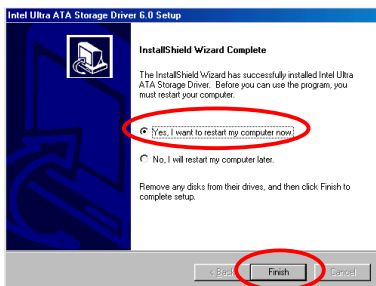 Intel Ultra ATA Storage Driver 6.0 Setup
InstallShield Wizard Complete
The InstallShield Wizard has successfully installed Intel Ultra
ATA Storage Driver. Before you can use the program, you
must restart your computer.
Yes, I want to restart my computer now.
No, I will restart my computer later.
Remove any disks from their drives, and then click Finish to
complete setup.
< Back Finish Cancel